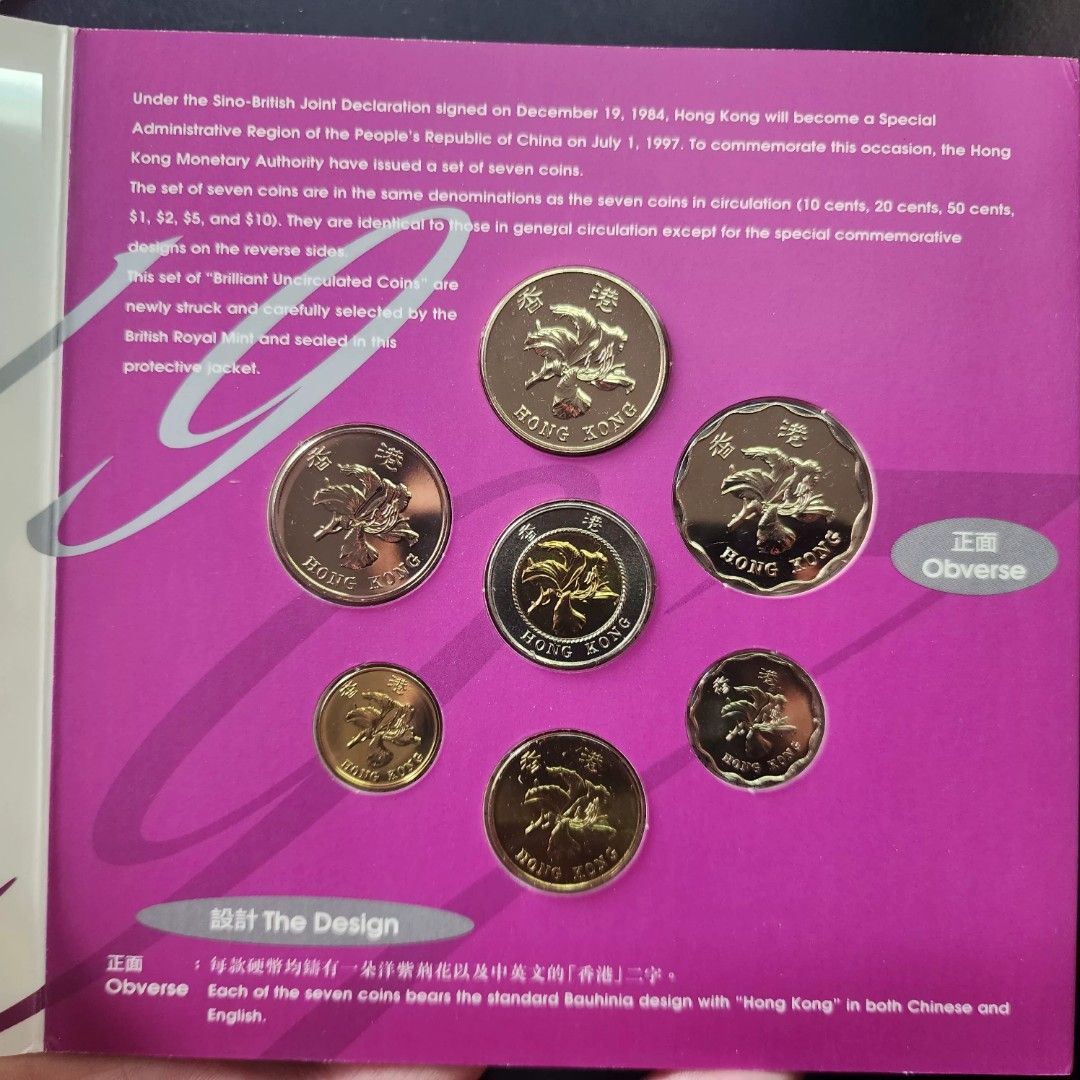 Under the Sino-British Joint Declaration signed on December 19, 1984, Hong Kong will become a Special
Administrative Region of the People's Republic of China on July 1, 1997. To commemorate this occasion, the Hong
Kong Monetary Authority have issued a set of seven coins.
The set of seven coins are in the same denominations as the seven coins in circulation (10 cents, 20 cents, 50 cents,
$1, $2, $5, and $10). They are identical to those in general circulation except for the special commemorative
designs on the reverse sides.
This set of "Brilliant Uncirculated Coins" are
newly struck and carefully selected by the
British Royal Mint and sealed in this
protective jacket.
香港
HONG KONG
香港
HONG KONG
香港
HONG KONG
香港
HONG KONG
正面
Obverse
香港
HONG KONG
香港
HONG KONG
香港
HONG KONG
設計 The Design
正面 : 每款硬幣均鑄有一朵洋紫荊花以及中英文的「香港」二字。
Obverse Each of the seven coins bears the standard Bauhinia design with "Hong Kong" in both Chinese and
English.